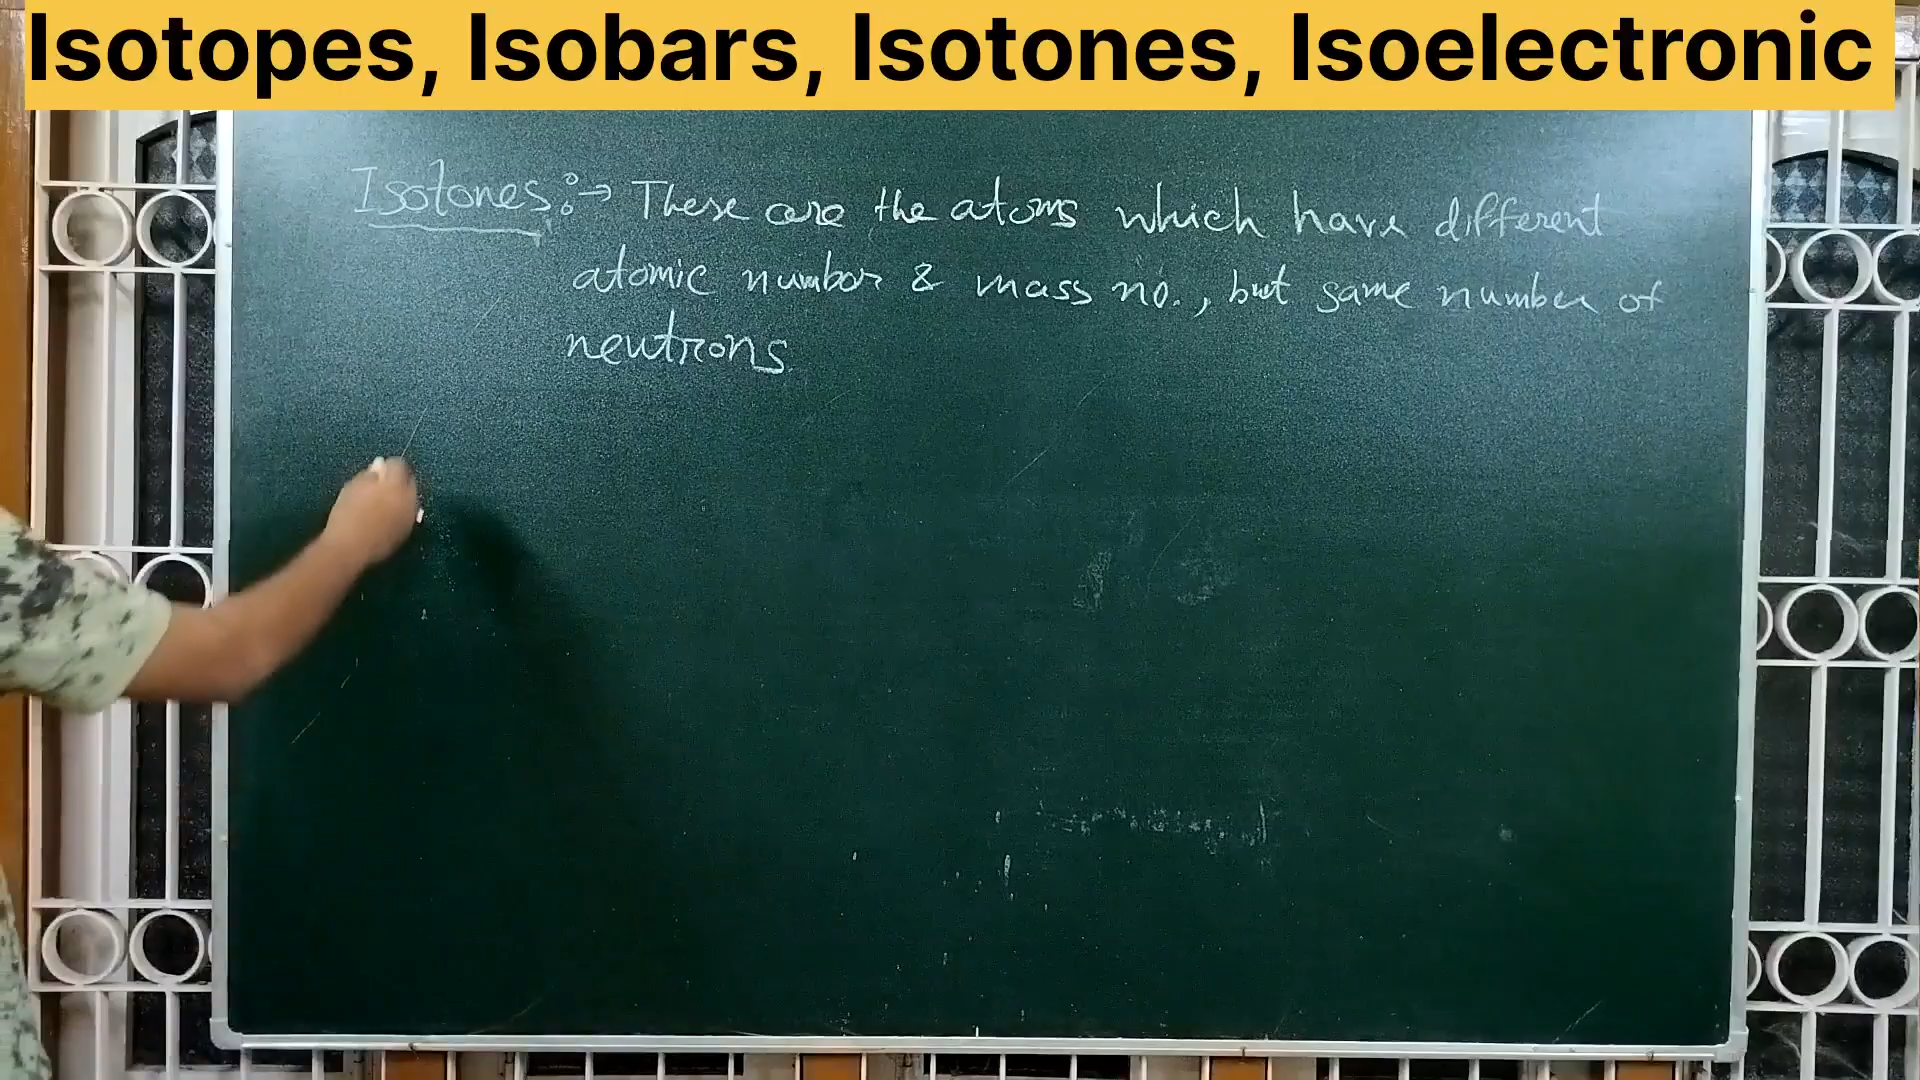 Isotopes, Isobars, Isotones, Isoelectronic
Isotones :→ These are the atoms which have different
atomic number & mass no., but same number of
neutrons